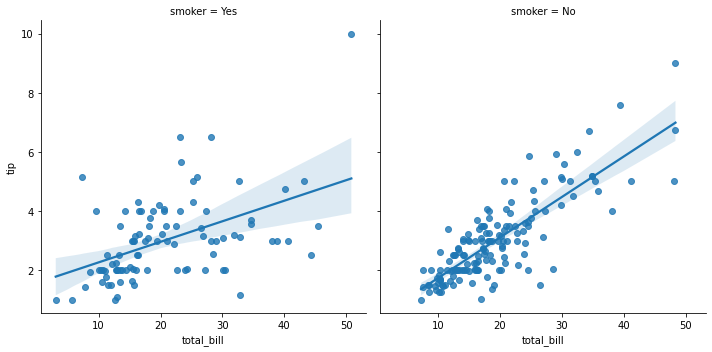 smoker = Yes
smoker = No
10
8
6
4
2
tip
10 20 30 40 50
10 20 30 40 50
total_bill
total_bill